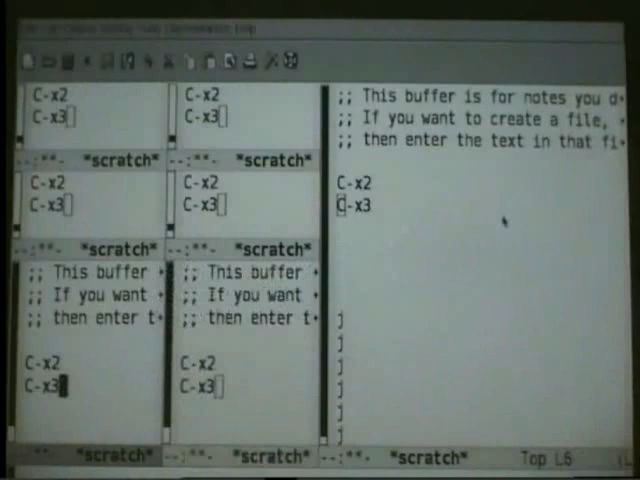 C-x2
C-x3
--:**- *scratch*
C-x2
C-x3
--:**- *scratch*
C-x2
C-x3
--:**- *scratch*
C-x2
C-x3
--:**- *scratch*
;; This buffer
;; If you want
;; then enter t
C-x2
C-x3
**- *scratch*
;; This buffer
;; If you want
;; then enter t
C-x2
C-x3
--:**- *scratch*
;; This buffer is for notes you d
;; If you want to create a file,
;; then enter the text in that fi
C-x2
C-x3
j
j
j
j
j
j
--:**- *scratch* Top L6 (L